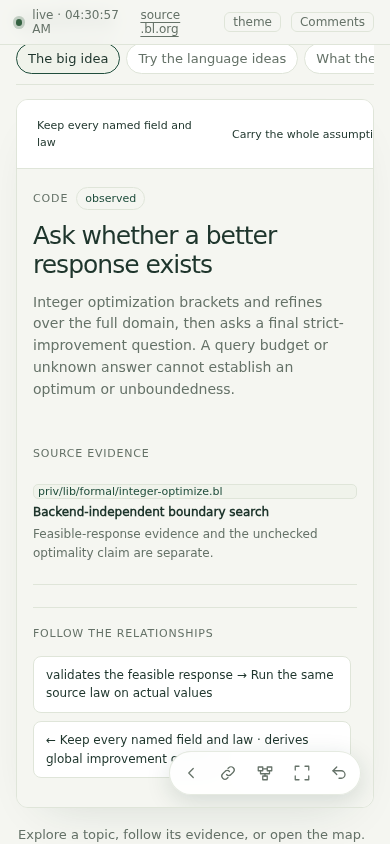 live · 04:30:57
AM
source
.bl.org
theme
Comments
The big idea
Try the language ideas
What the
Keep every named field and
law
Carry the whole assumpti
CODE
observed
Ask whether a better
response exists
Integer optimization brackets and refines
over the full domain, then asks a final strict-
improvement question. A query budget or
unknown answer cannot establish an
optimum or unboundedness.
SOURCE EVIDENCE
priv/lib/formal/integer-optimize.bl
Backend-independent boundary search
Feasible-response evidence and the unchecked
optimality claim are separate.
FOLLOW THE RELATIONSHIPS
validates the feasible response → Run the same
source law on actual values
← Keep every named field and law · derives
global improvement
Explore a topic, follow its evidence, or open the map.